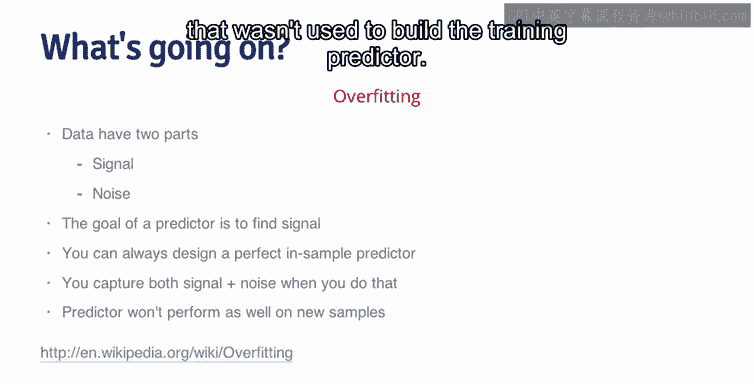 that wasn't used to build the training
predictor.
What's going on?
Overfitting
Data have two parts
Signal
Noise
The goal of a predictor is to find signal
You can always design a perfect in-sample predictor
You capture both signal + noise when you do that
Predictor won't perform as well on new samples
http://en.wikipedia.org/wiki/Overfitting